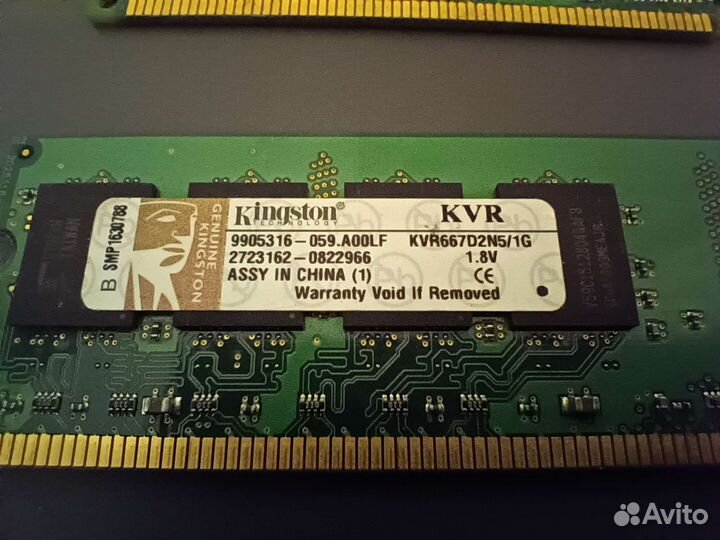 B SMP1630788
GENUINE
KINGSTON
Kingston
TECHNOLOGY
KVR
9905316-059.A00LF KVR667D2N5/1G
2723162-0822966 1.8V
ASSY IN CHINA (1) CE
Warranty Void If Removed
Avito